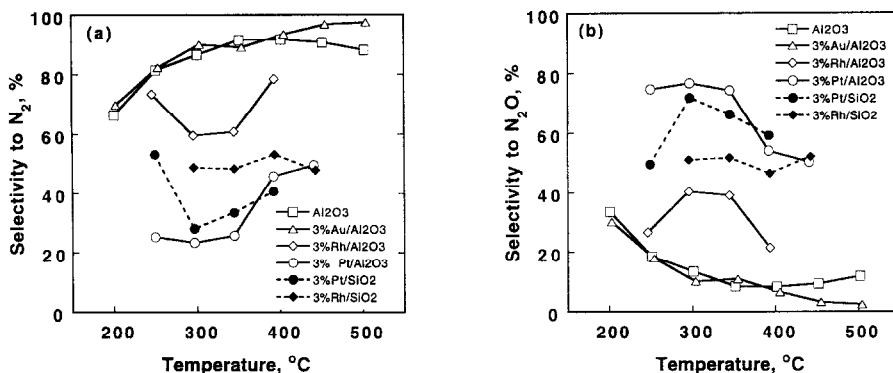 (a)
Selectivity to N2, %
100
80
60
40
20
0
200
300
400
500
Temperature, °C
Al2O3
3%Au/Al2O3
3%Rh/Al2O3
3% Pt/Al2O3
3%Pt/SiO2
3%Rh/SiO2
(b)
Selectivity to N2O, %
100
80
60
40
20
0
200
300
400
500
Temperature, °C
Al2O3
3%Au/Al2O3
3%Rh/Al2O3
3%Pt/Al2O3
3%Pt/SiO2
3%Rh/SiO2